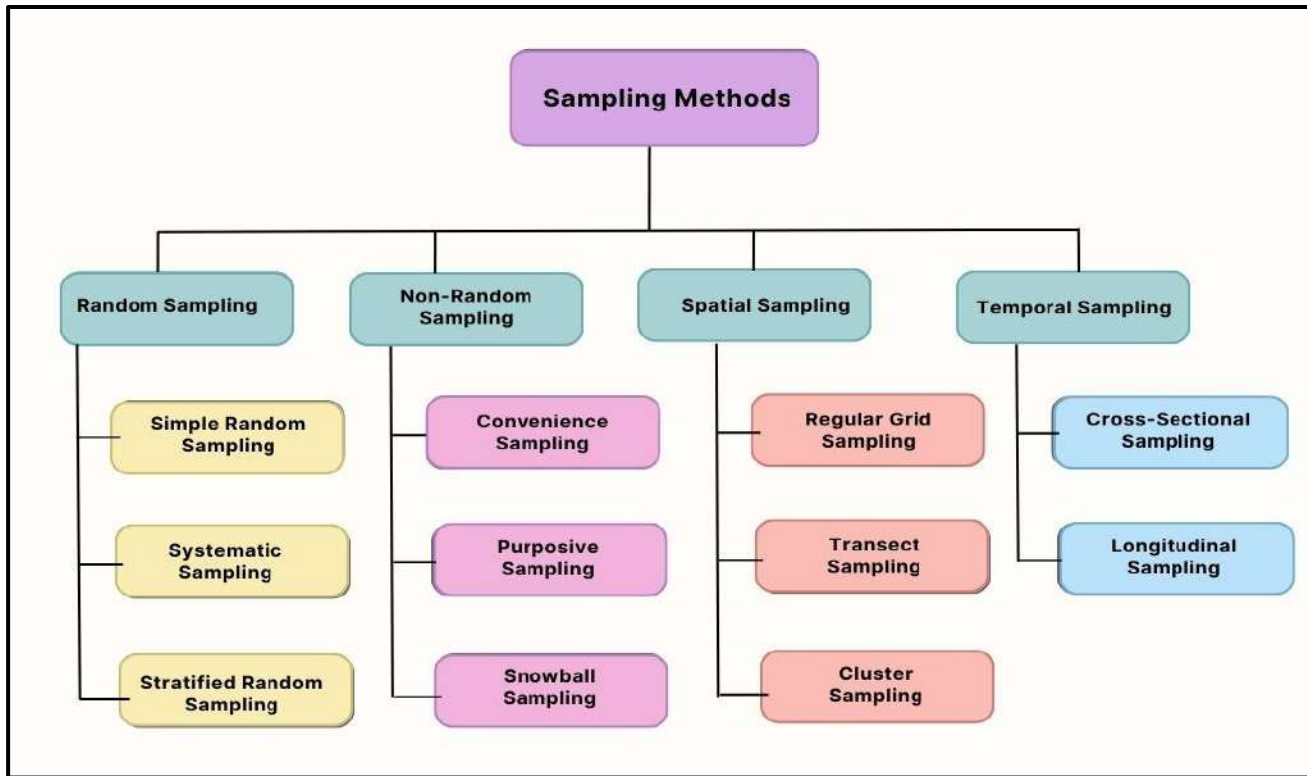 Sampling Methods
Random Sampling
Non-Random
Sampling
Spatial Sampling
Temporal Sampling
Simple Random
Sampling
Convenience
Sampling
Regular Grid
Sampling
Cross-Sectional
Sampling
Systematic
Sampling
Purposive
Sampling
Transect
Sampling
Longitudinal
Sampling
Stratified Random
Sampling
Snowball
Sampling
Cluster
Sampling